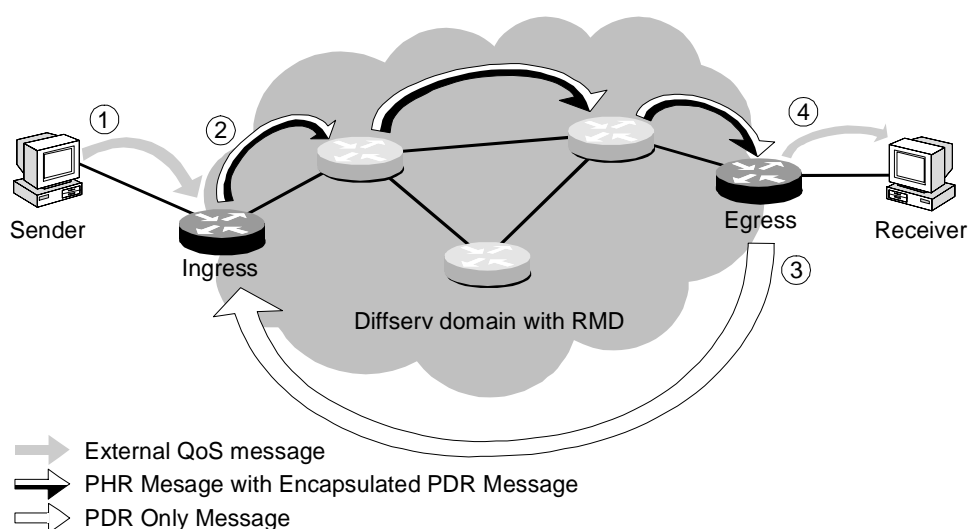 ①
②
④
Sender
Ingress
Egress
Receiver
③
Diffserv domain with RMD
External QoS message
PHR Mesage with Encapsulated PDR Message
PDR Only Message